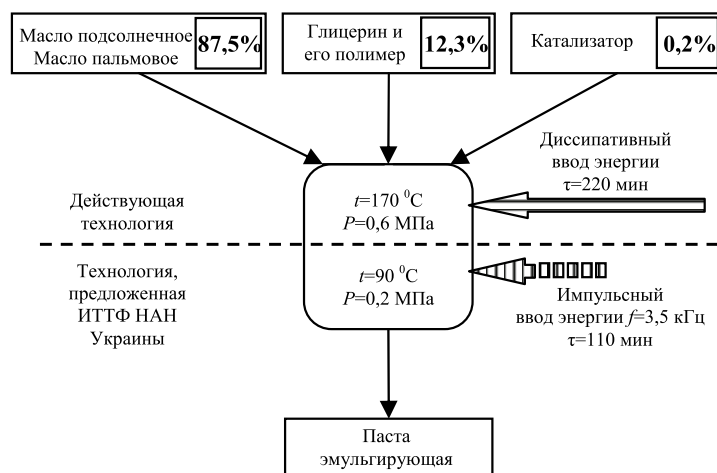 Масло подсолнечное
Масло пальмовое
87,5%
Глицерин и
его полимер
12,3%
Катализатор
0,2%
Диссипативный
ввод энергии
τ=220 мин
Действующая
технология
t=170 ⁰C
P=0,6 МПа
Технология,
предложенная
ИТТФ НАН
Украины
t=90 ⁰C
P=0,2 МПа
Импульсный
ввод энергии f=3,5 кГц
τ=110 мин
Паста
эмульгирующая